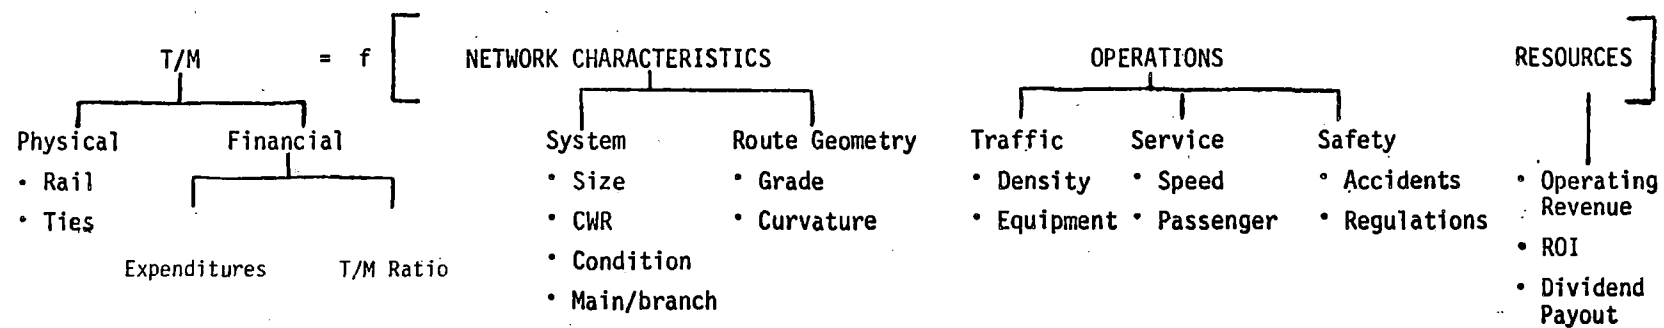 T/M = f [ NETWORK CHARACTERISTICS OPERATIONS RESOURCES ]
Physical Financial System Route Geometry Traffic Service Safety
• Rail • Size • Grade • Density • Speed • Accidents • Operating Revenue
• Ties • CWR • Curvature • Equipment • Passenger • Regulations
• ROI
Expenditures T/M Ratio • Condition
• Main/branch • Dividend Payout